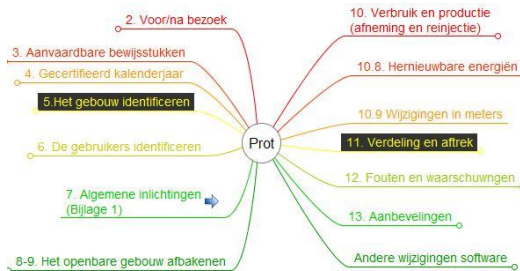 2. Voor/na bezoek
3. Aanvaardbare bewijsstukken
4. Gecertifieerd kalenderjaar
5.Het gebouw identificeren
6. De gebruikers identificeren
7. Algemene inlichtingen
(Bijlage 1)
8-9. Het openbare gebouw afbakenen
Prot
10. Verbruik en productie
(afneming en reinjectie)
10.8. Hernieuwbare energiën
10.9 Wijzigingen in meters
11. Verdeling en aftrek
12. Fouten en waarschuwngen
13. Aanbevelingen
Andere wijzigingen software